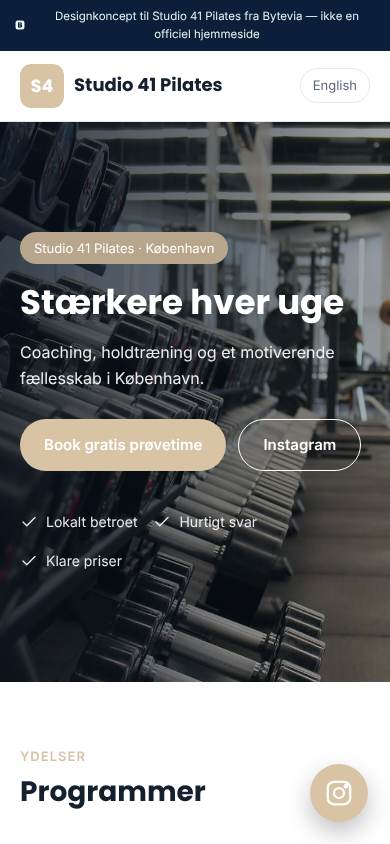 Designkoncept til Studio 41 Pilates fra Bytevia — ikke en
officiel hjemmeside
S4
Studio 41 Pilates
English
Studio 41 Pilates · København
Stærkere hver uge
Coaching, holdtræning og et motiverende
fællesskab i København.
Book gratis prøvetime
Instagram
Lokalt betroet
Hurtigt svar
Klare priser
YDELSER
Programmer